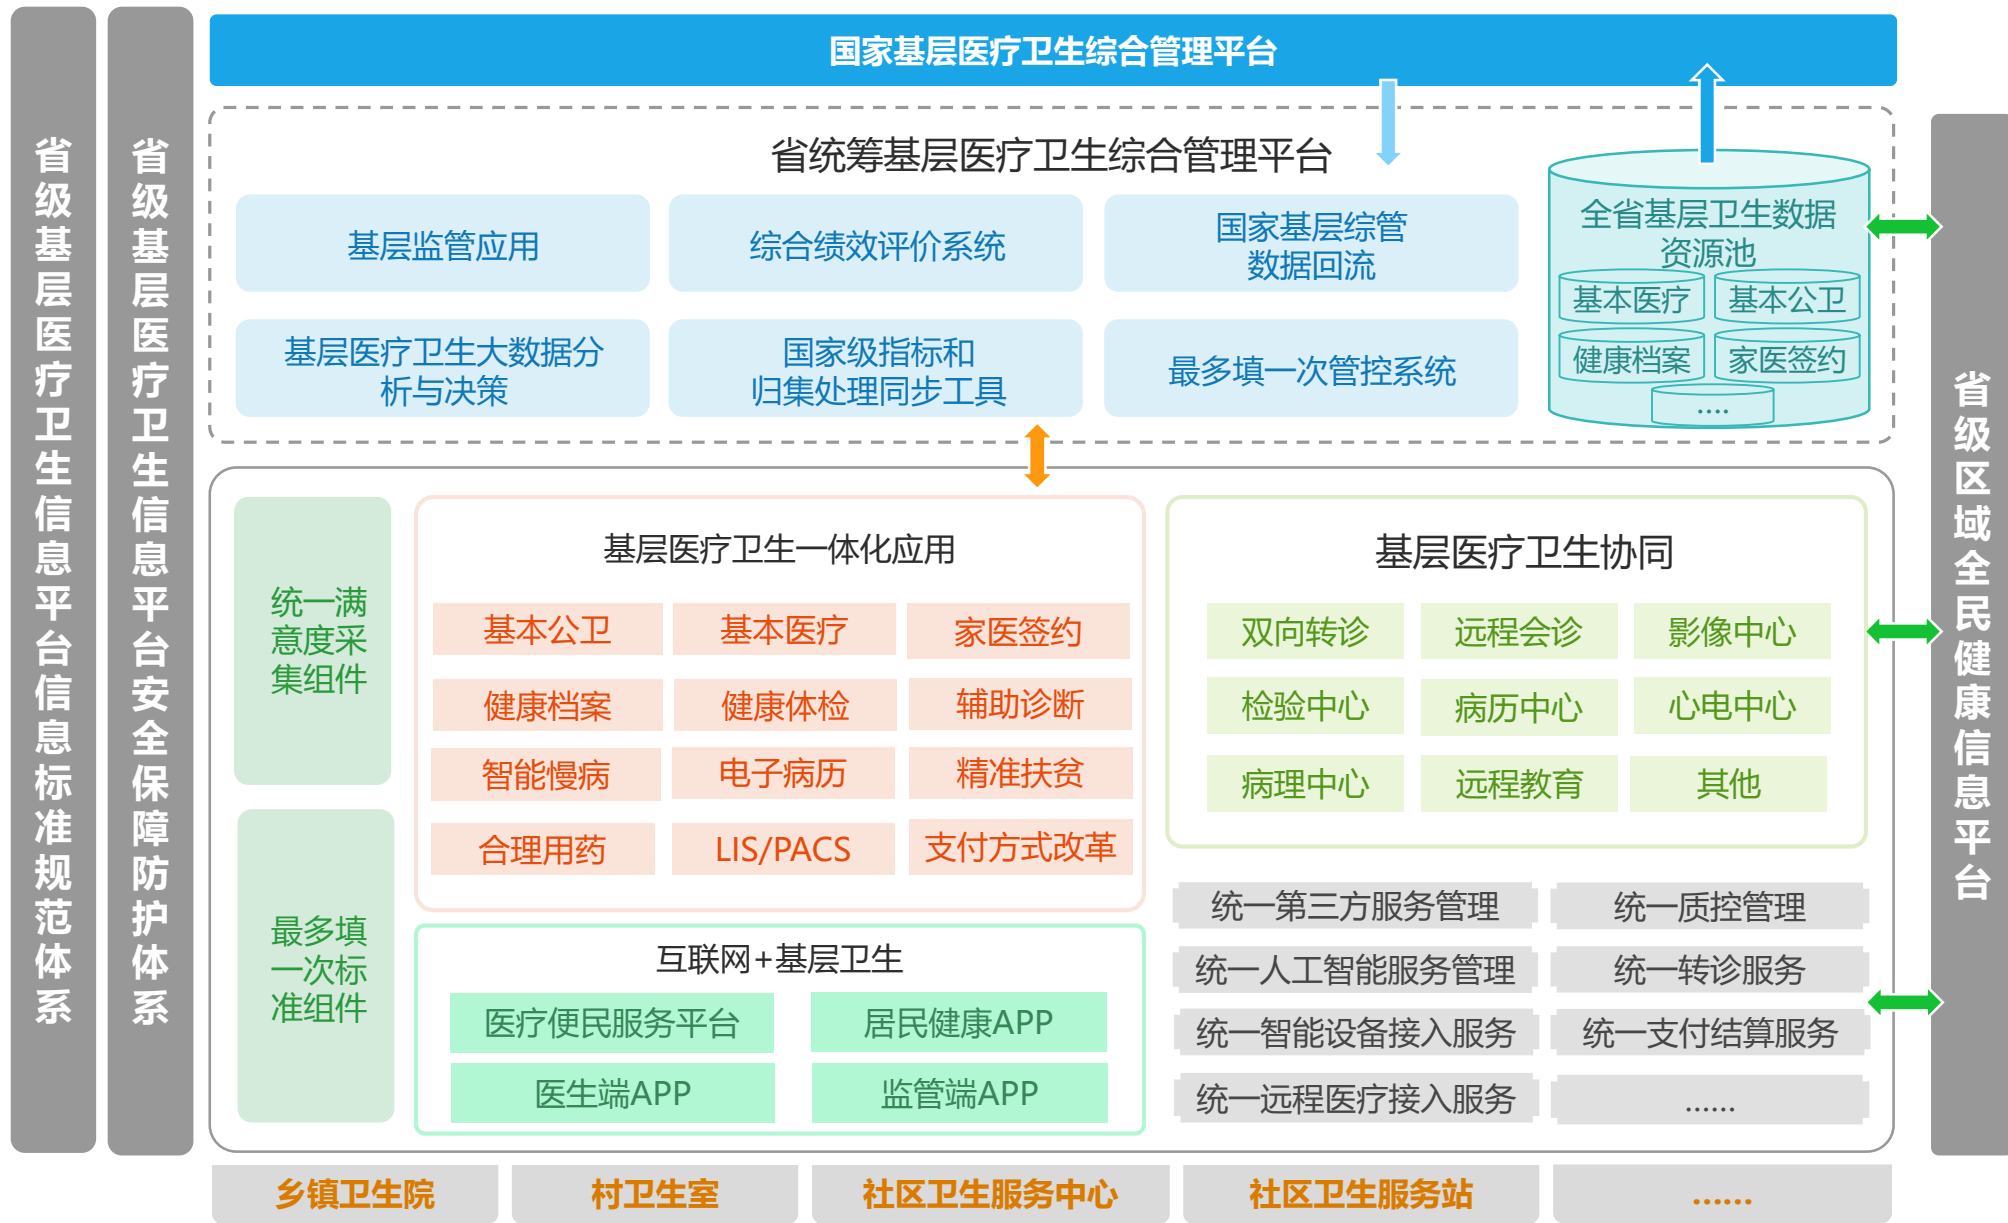 国家基层医疗卫生综合管理平台
省级基层医疗卫生信息平台信息标准规范体系
省级基层医疗卫生信息平台安全保障防护体系
省统筹基层医疗卫生综合管理平台
基层监管应用
综合绩效评价系统
国家基层综管
数据回流
基层医疗卫生大数据分
析与决策
国家级指标和
归集处理同步工具
最多填一次管控系统
全省基层卫生数据
资源池
基本医疗
基本公卫
健康档案
家医签约
....
省级区域全民健康信息平台
统一满
意度采
集组件
最多填
一次标
准组件
基层医疗卫生一体化应用
基本公卫
基本医疗
家医签约
健康档案
健康体检
辅助诊断
智能慢病
电子病历
精准扶贫
合理用药
LIS/PACS
支付方式改革
互联网+基层卫生
医疗便民服务平台
居民健康APP
医生端APP
监管端APP
基层医疗卫生协同
双向转诊
远程会诊
影像中心
检验中心
病历中心
心电中心
病理中心
远程教育
其他
统一第三方服务管理
统一质控管理
统一人工智能服务管理
统一转诊服务
统一智能设备接入服务
统一支付结算服务
统一远程医疗接入服务
......
乡镇卫生院
村卫生室
社区卫生服务中心
社区卫生服务站
......